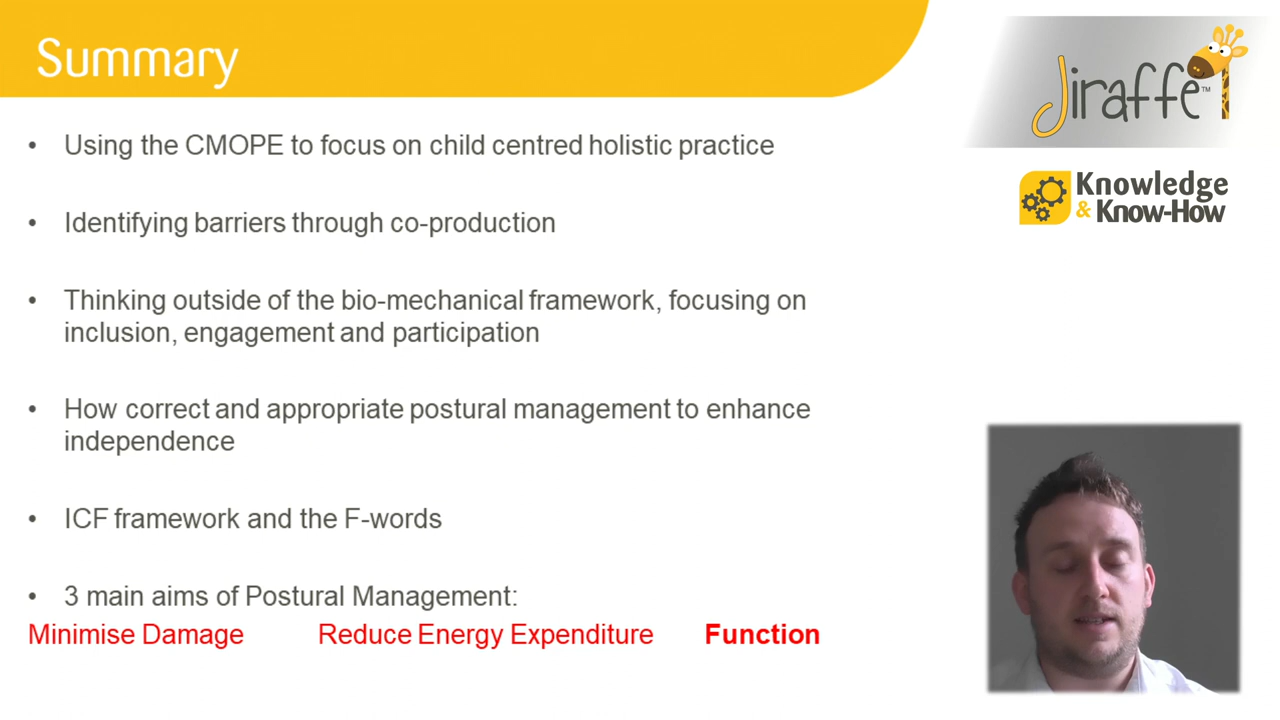 Summary
Jiraffe™
Knowledge
& Know-How
• Using the CMOPE to focus on child centred holistic practice
• Identifying barriers through co-production
• Thinking outside of the bio-mechanical framework, focusing on
inclusion, engagement and participation
• How correct and appropriate postural management to enhance
independence
• ICF framework and the F-words
• 3 main aims of Postural Management:
Minimise Damage Reduce Energy Expenditure Function